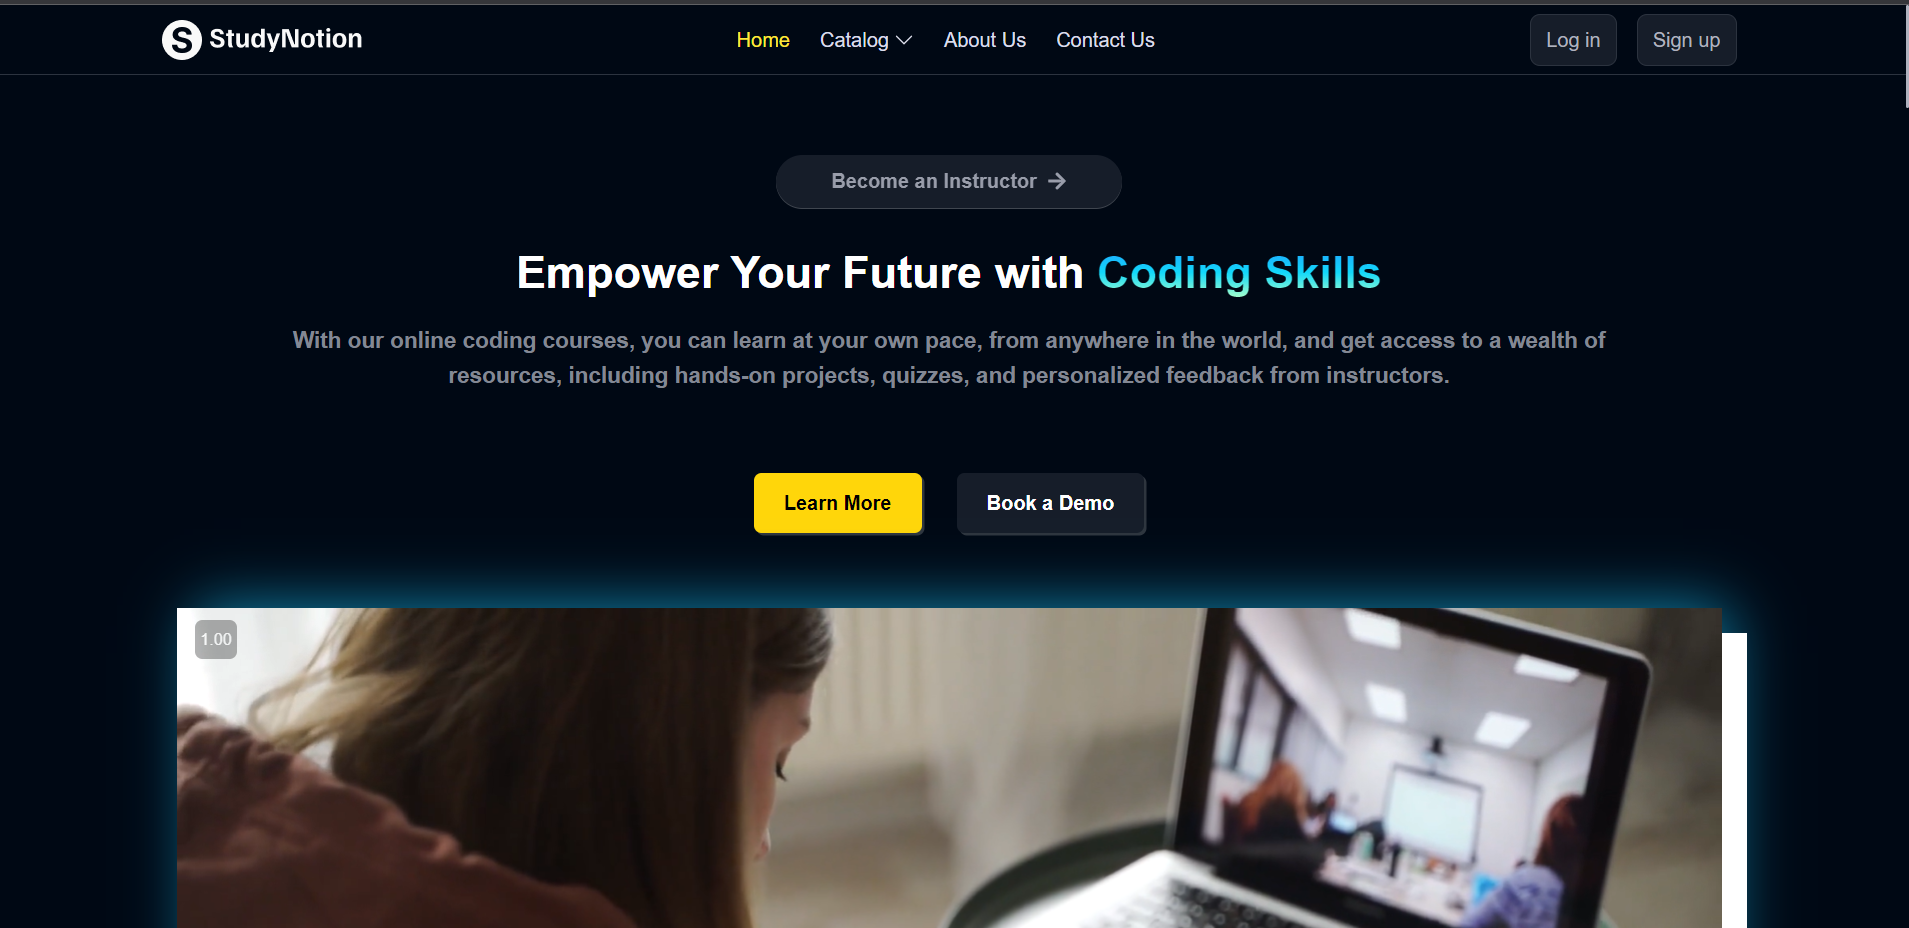 S StudyNotion
Home Catalog About Us Contact Us
Log in Sign up
Become an Instructor →
Empower Your Future with Coding Skills
With our online coding courses, you can learn at your own pace, from anywhere in the world, and get access to a wealth of
resources, including hands-on projects, quizzes, and personalized feedback from instructors.
Learn More Book a Demo
1.00